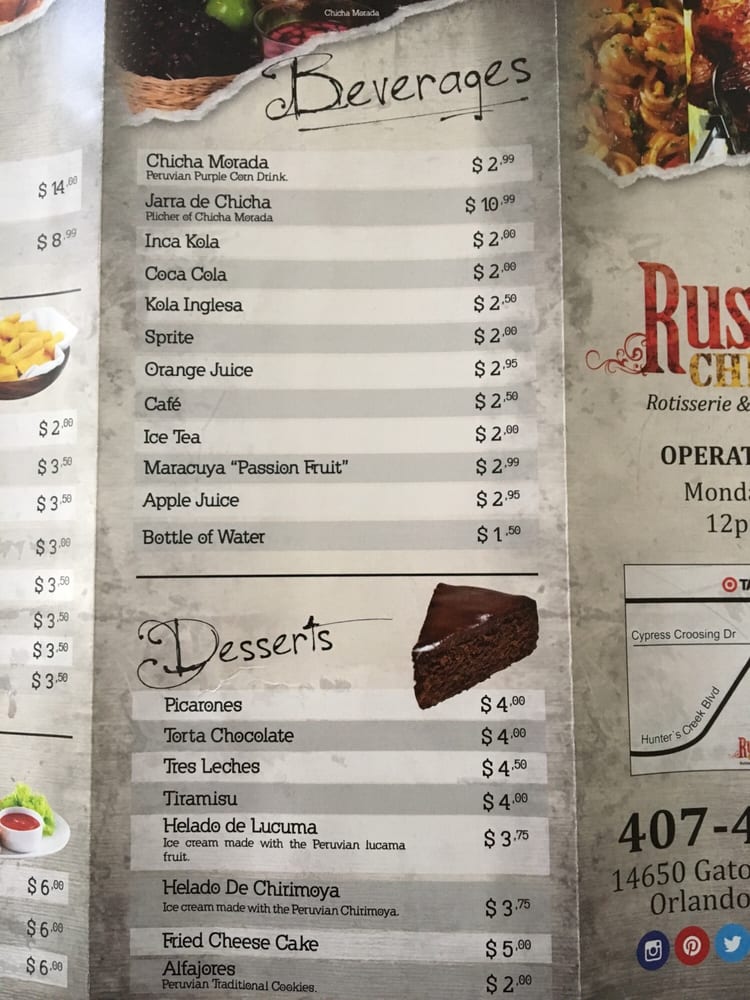 Chicha Morada
Beverages
Chicha Morada $2.99
Peruvian Purple Corn Drink.
Jarra de Chicha $10.99
Plicher of Chicha Morada
Inca Kola $2.00
Coca Cola $2.00
Kola Inglesa $2.50
Sprite $2.00
Orange Juice $2.95
Café $2.50
Ice Tea $2.00
Maracuya "Passion Fruit" $2.99
Apple Juice $2.95
Bottle of Water $1.50
Desserts
Picarones $4.00
Torta Chocolate $4.00
Tres Leches $4.50
Tiramisu $4.00
Helado de Lucuma $3.75
Ice cream made with the Peruvian lucama
fruit.
Helado De Chirimoya
Ice cream made with the Peruvian Chirimoya. $3.75
Fried Cheese Cake $5.00
Alfajores $2.00
Peruvian Traditional Cookies.
$14.00
$8.99
$2.00
$3.50
$3.50
$3.00
$3.50
$3.50
$3.50
$3.50
$6.00
$6.00
$6.00
Rus
CH
Rotisserie &
OPERAT
Monda
12p
TA
Cypress Croosing Dr
Hunter's Creek Blvd
407-4
14650 Gato
Orlando